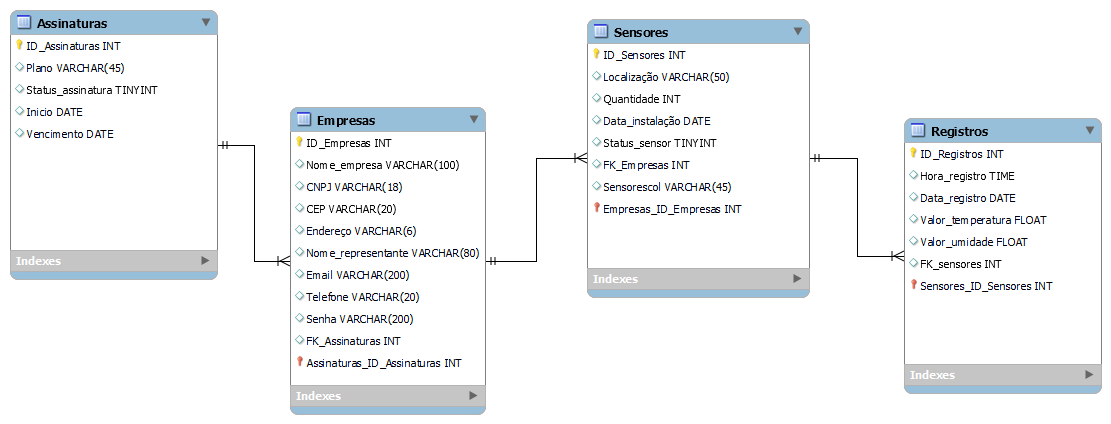 Assinaturas
ID_Assinaturas INT
Plano VARCHAR(45)
Status_assinatura TINYINT
Inicio DATE
Vencimento DATE
Indexes
Empresas
ID_Empresas INT
Nome_empresa VARCHAR(100)
CNPJ VARCHAR(18)
CEP VARCHAR(20)
Endereço VARCHAR(6)
Nome_representante VARCHAR(80)
Email VARCHAR(200)
Telefone VARCHAR(20)
Senha VARCHAR(200)
FK_Assinaturas INT
Assinaturas_ID_Assinaturas INT
Indexes
Sensores
ID_Sensores INT
Localização VARCHAR(50)
Quantidade INT
Data_instalação DATE
Status_sensor TINYINT
FK_Empresas INT
Sensorescol VARCHAR(45)
Empresas_ID_Empresas INT
Indexes
Registros
ID_Registros INT
Hora_registro TIME
Data_registro DATE
Valor_temperatura FLOAT
Valor_umidade FLOAT
FK_sensores INT
Sensores_ID_Sensores INT
Indexes